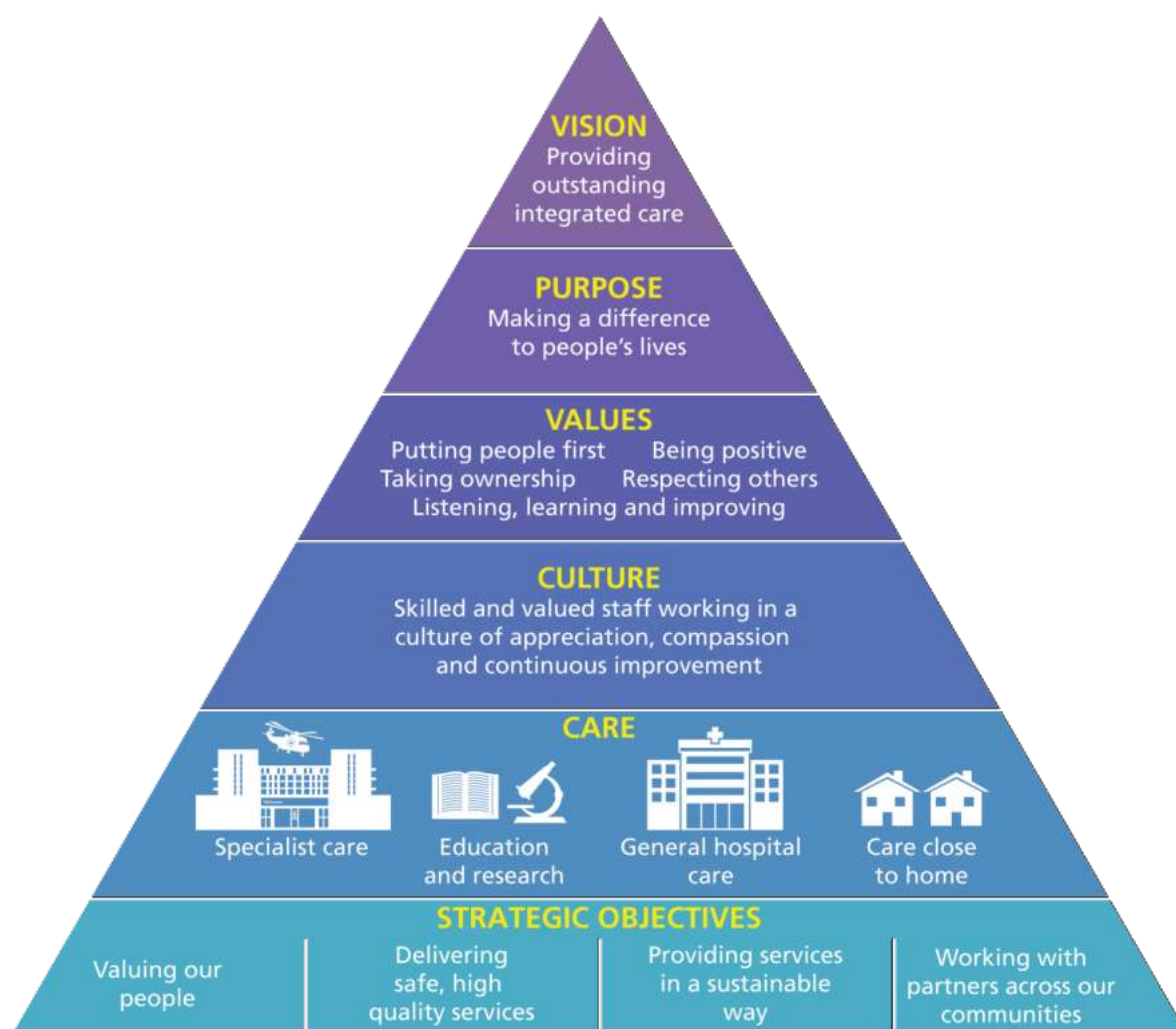 VISION
Providing
outstanding
integrated care
PURPOSE
Making a difference
to people's lives
VALUES
Putting people first Being positive
Taking ownership Respecting others
Listening, learning and improving
CULTURE
Skilled and valued staff working in a
culture of appreciation, compassion
and continuous improvement
CARE
Specialist care
Education
and research
General hospital
care
Care close
to home
STRATEGIC OBJECTIVES
Valuing our
people
Delivering
safe, high
quality services
Providing services
in a sustainable
way
Working with
partners across our
communities